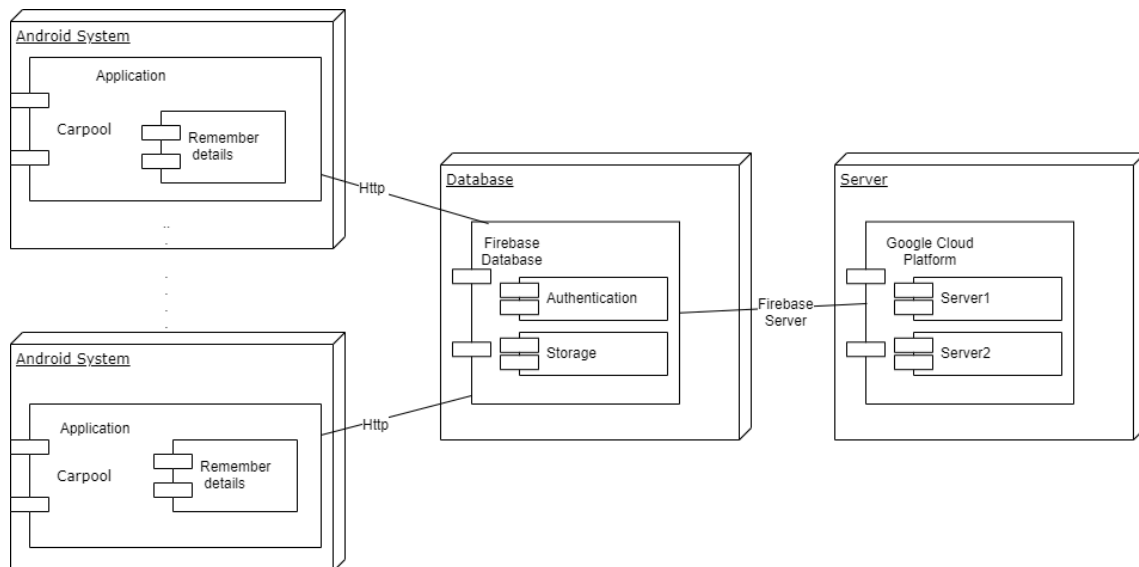 Android System
Application
Carpool
Remember
details
Http
Android System
Application
Carpool
Remember
details
Http
Database
Firebase
Database
Authentication
Storage
Firebase
Server
Server
Google Cloud
Platform
Server1
Server2